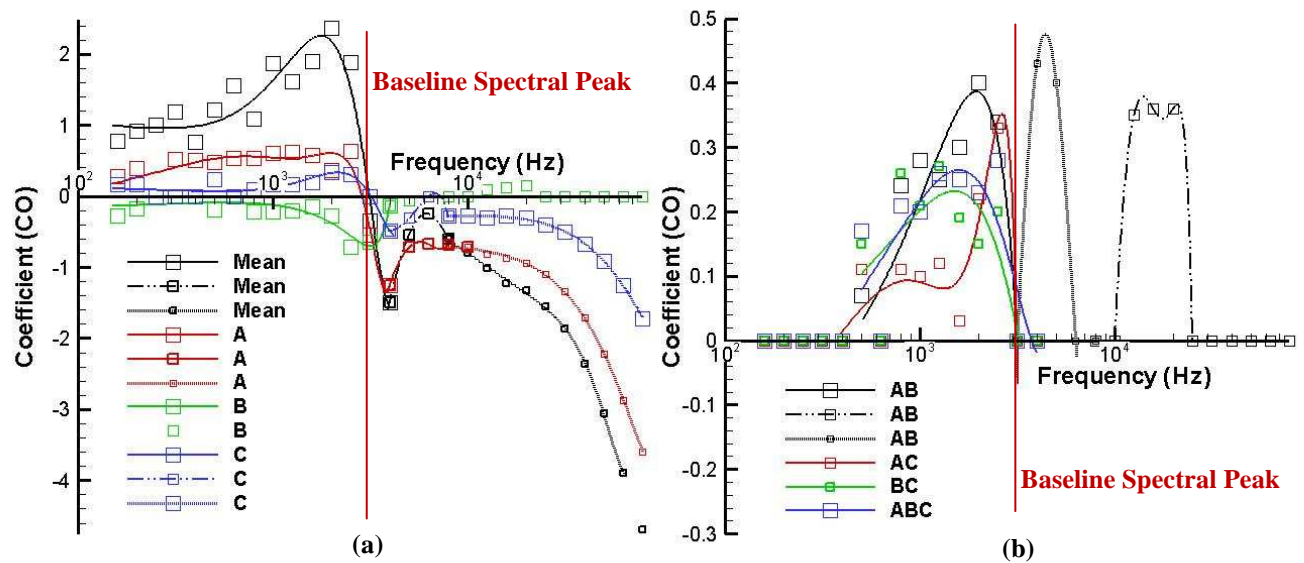 2
1
0
-1
-2
-3
-4
Coefficient (CO)
10²
10³
10⁴
Frequency (Hz)
Baseline Spectral Peak
Mean
Mean
Mean
A
A
A
B
B
C
C
C
(a)
0.5
0.4
0.3
0.2
0.1
0
-0.1
-0.2
-0.3
Coefficient (CO)
10²
10³
10⁴
Frequency (Hz)
Baseline Spectral Peak
AB
AB
AB
AC
BC
ABC
(b)